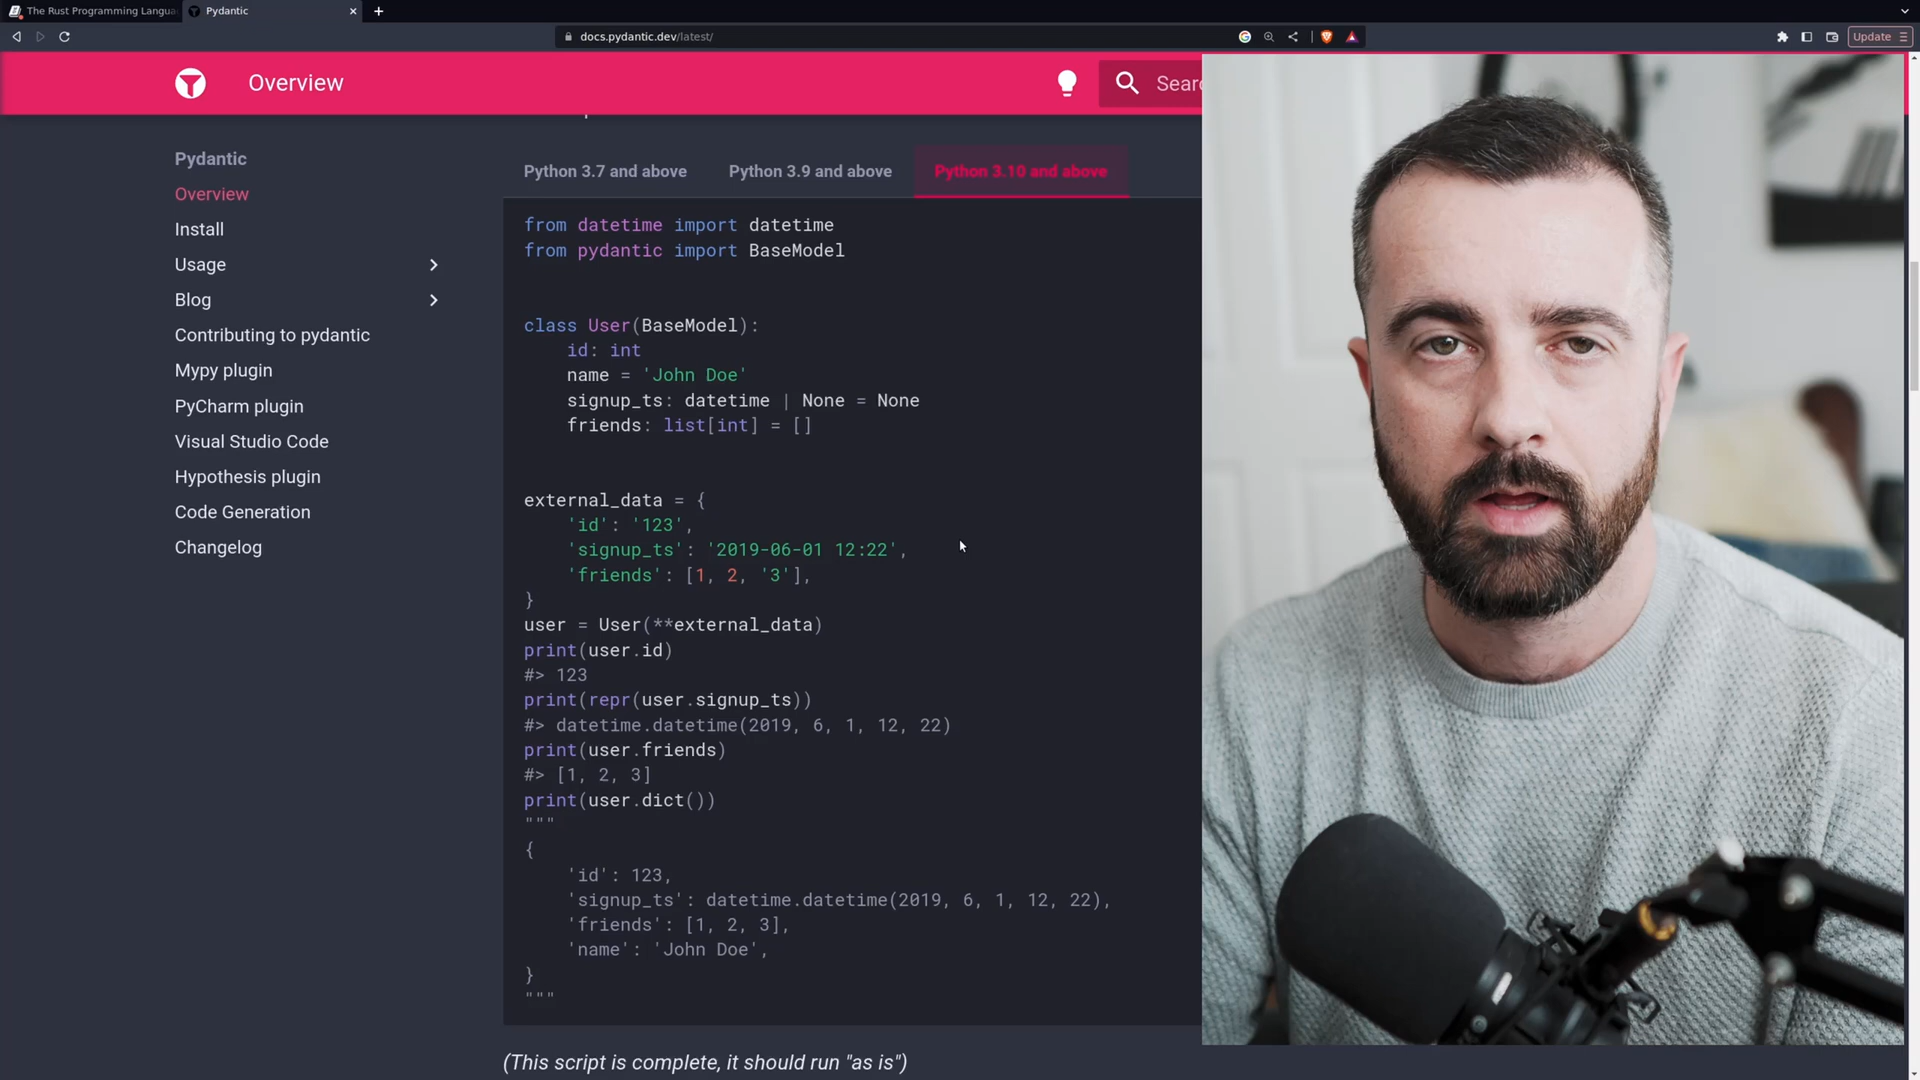 The Rust Programming Langua
Pydantic
docs.pydantic.dev/latest/
Update
Overview
Sear
Pydantic
Overview
Install
Usage
Blog
Contributing to pydantic
Mypy plugin
PyCharm plugin
Visual Studio Code
Hypothesis plugin
Code Generation
Changelog
Python 3.7 and above
Python 3.9 and above
Python 3.10 and above
from datetime import datetime
from pydantic import BaseModel
class User(BaseModel):
    id: int
    name = 'John Doe'
    signup_ts: datetime | None = None
    friends: list[int] = []
external_data = {
    'id': '123',
    'signup_ts': '2019-06-01 12:22',
    'friends': [1, 2, '3'],
}
user = User(**external_data)
print(user.id)
#> 123
print(repr(user.signup_ts))
#> datetime.datetime(2019, 6, 1, 12, 22)
print(user.friends)
#> [1, 2, 3]
print(user.dict())
"""
{
    'id': 123,
    'signup_ts': datetime.datetime(2019, 6, 1, 12, 22),
    'friends': [1, 2, 3],
    'name': 'John Doe',
}
"""
(This script is complete, it should run "as is")